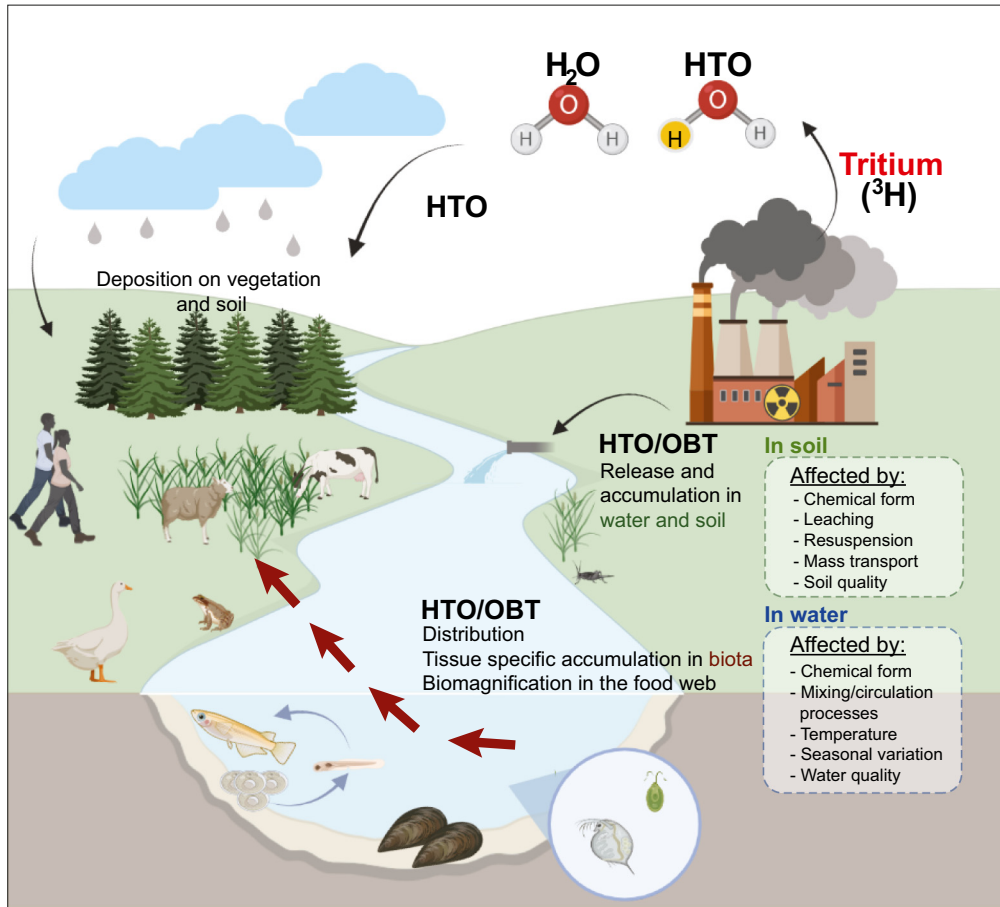 H₂O
HTO
O
H
H
O
H
H
Tritium
(³H)
HTO
Deposition on vegetation
and soil
HTO/OBT
Release and
accumulation in
water and soil
In soil
Affected by:
- Chemical form
- Leaching
- Resuspension
- Mass transport
- Soil quality
HTO/OBT
Distribution
Tissue specific accumulation in biota
Biomagnification in the food web
In water
Affected by:
- Chemical form
- Mixing/circulation
processes
- Temperature
- Seasonal variation
- Water quality